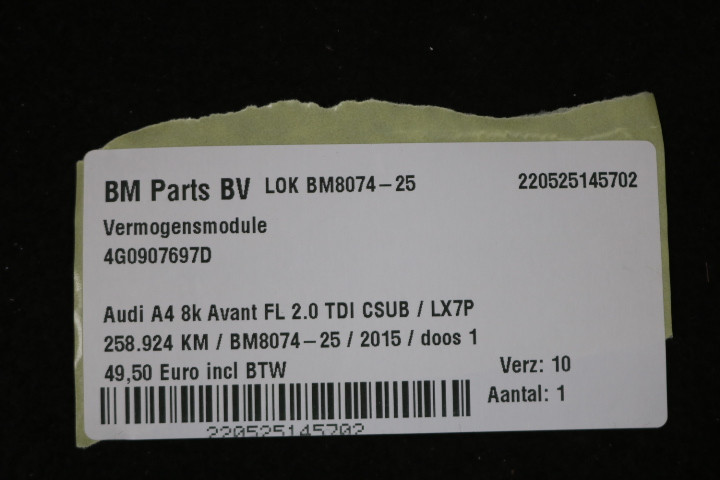 BM Parts BV LOK BM8074-25 220525145702
Vermogensmodule
4G0907697D
Audi A4 8k Avant FL 2.0 TDI CSUB / LX7P
258.924 KM / BM8074-25 / 2015 / doos 1
49,50 Euro incl BTW Verz: 10
Aantal: 1
220525145702